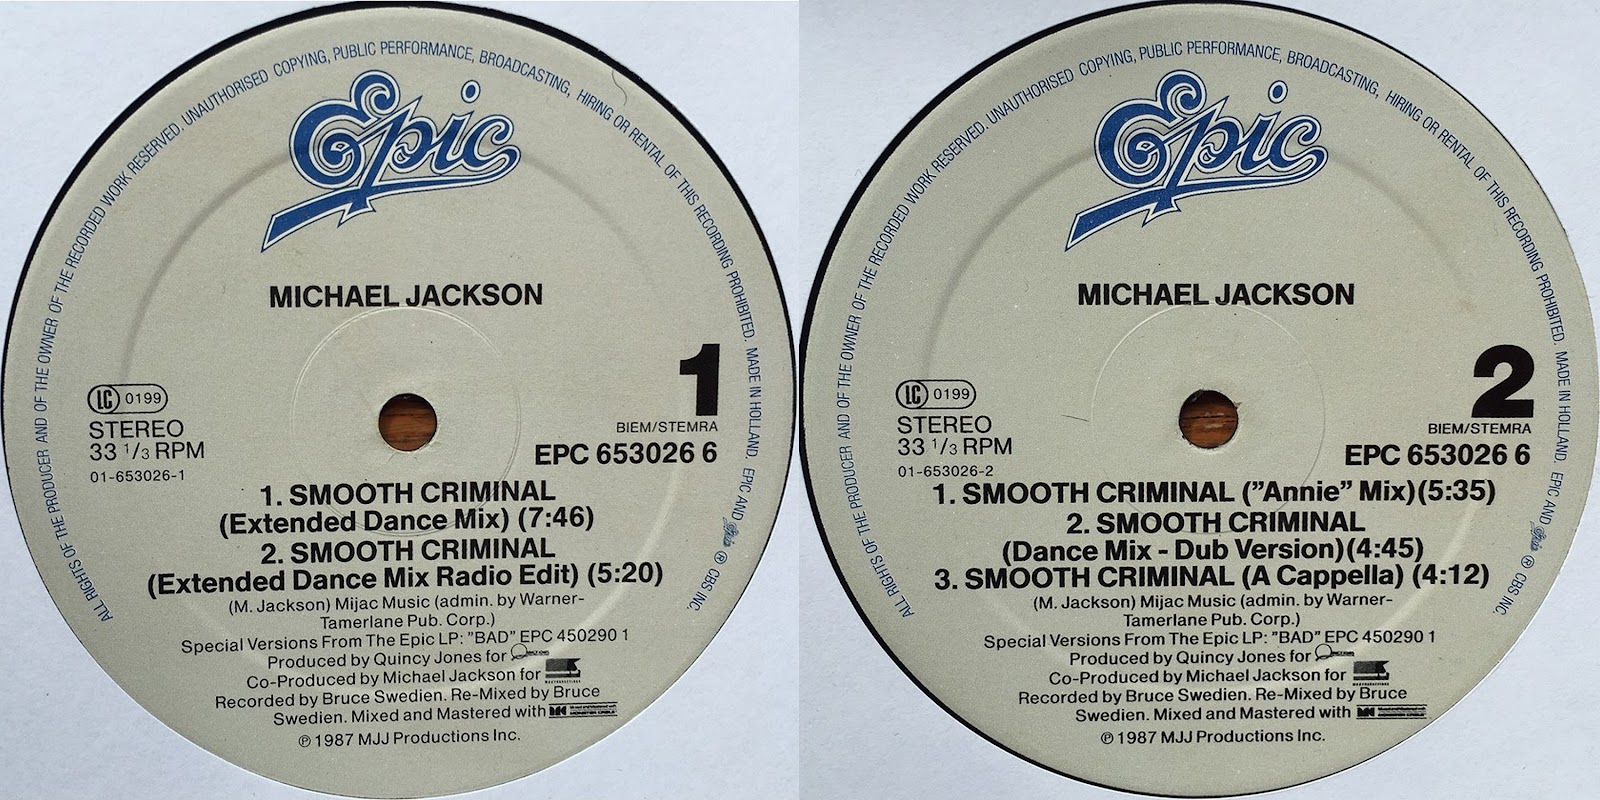 ALL RIGHTS OF THE PRODUCER AND OF THE OWNER OF THE RECORDED WORK RESERVED. UNAUTHORISED COPYING, PUBLIC PERFORMANCE, BROADCASTING, HIRING OR RENTAL OF THIS RECORDING PROHIBITED. MADE IN HOLLAND. EPIC AND Epic ® CBS INC.
Epic
MICHAEL JACKSON
1
LC 0199
STEREO
33 1/3 RPM
01-653026-1
BIEM/STEMRA
EPC 653026 6
1. SMOOTH CRIMINAL
(Extended Dance Mix) (7:46)
2. SMOOTH CRIMINAL
(Extended Dance Mix Radio Edit) (5:20)
(M. Jackson) Mijac Music (admin. by Warner-
Tamerlane Pub. Corp.)
Special Versions From The Epic LP: "BAD" EPC 450290 1
Produced by Quincy Jones for
Co-Produced by Michael Jackson for
Recorded by Bruce Swedien. Re-Mixed by Bruce
Swedien. Mixed and Mastered with
℗ 1987 MJJ Productions Inc.
ALL RIGHTS OF THE PRODUCER AND OF THE OWNER OF THE RECORDED WORK RESERVED. UNAUTHORISED COPYING, PUBLIC PERFORMANCE, BROADCASTING, HIRING OR RENTAL OF THIS RECORDING PROHIBITED. MADE IN HOLLAND. EPIC AND Epic ® CBS INC.
Epic
MICHAEL JACKSON
2
LC 0199
STEREO
33 1/3 RPM
01-653026-2
BIEM/STEMRA
EPC 653026 6
1. SMOOTH CRIMINAL ("Annie" Mix)(5:35)
2. SMOOTH CRIMINAL
(Dance Mix - Dub Version)(4:45)
3. SMOOTH CRIMINAL (A Cappella) (4:12)
(M. Jackson) Mijac Music (admin. by Warner-
Tamerlane Pub. Corp.)
Special Versions From The Epic LP: "BAD" EPC 450290 1
Produced by Quincy Jones for
Co-Produced by Michael Jackson for
Recorded by Bruce Swedien. Re-Mixed by Bruce
Swedien. Mixed and Mastered with
℗ 1987 MJJ Productions Inc.